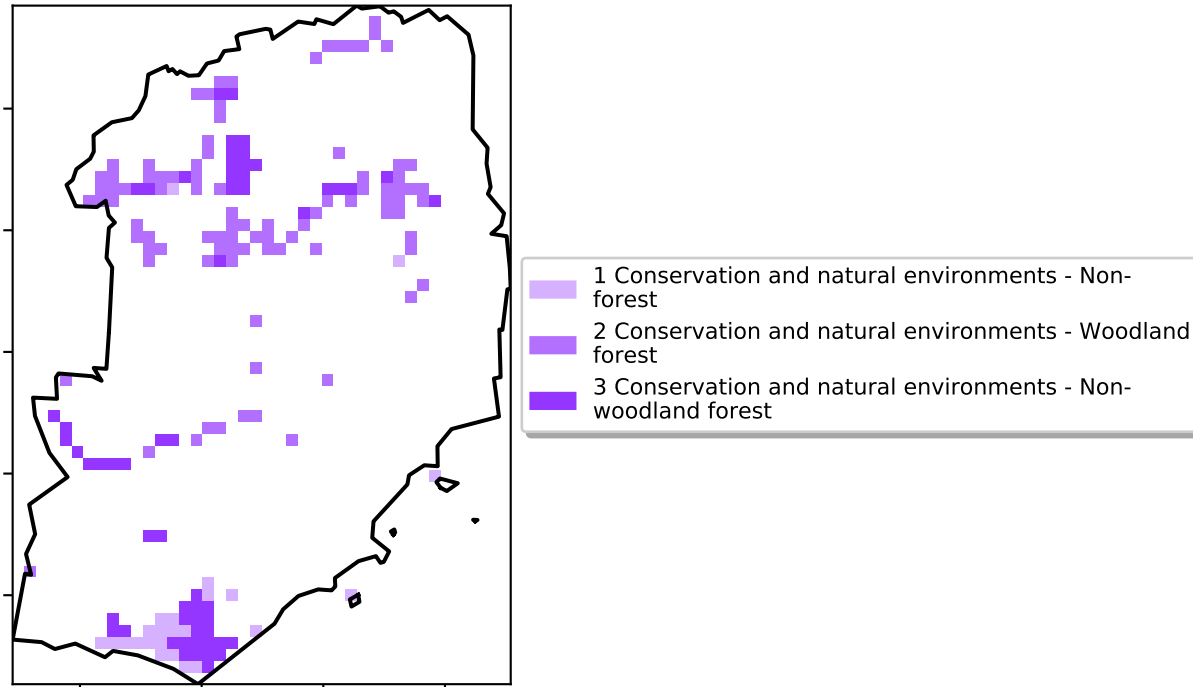 1 Conservation and natural environments - Non-
forest
2 Conservation and natural environments - Woodland
forest
3 Conservation and natural environments - Non-
woodland forest